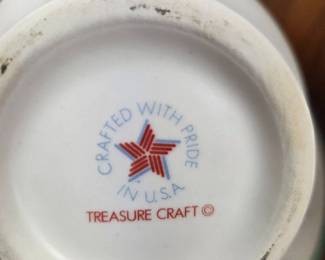 CRAFTED WITH PRIDE
IN U.S.A
TREASURE CRAFT ©